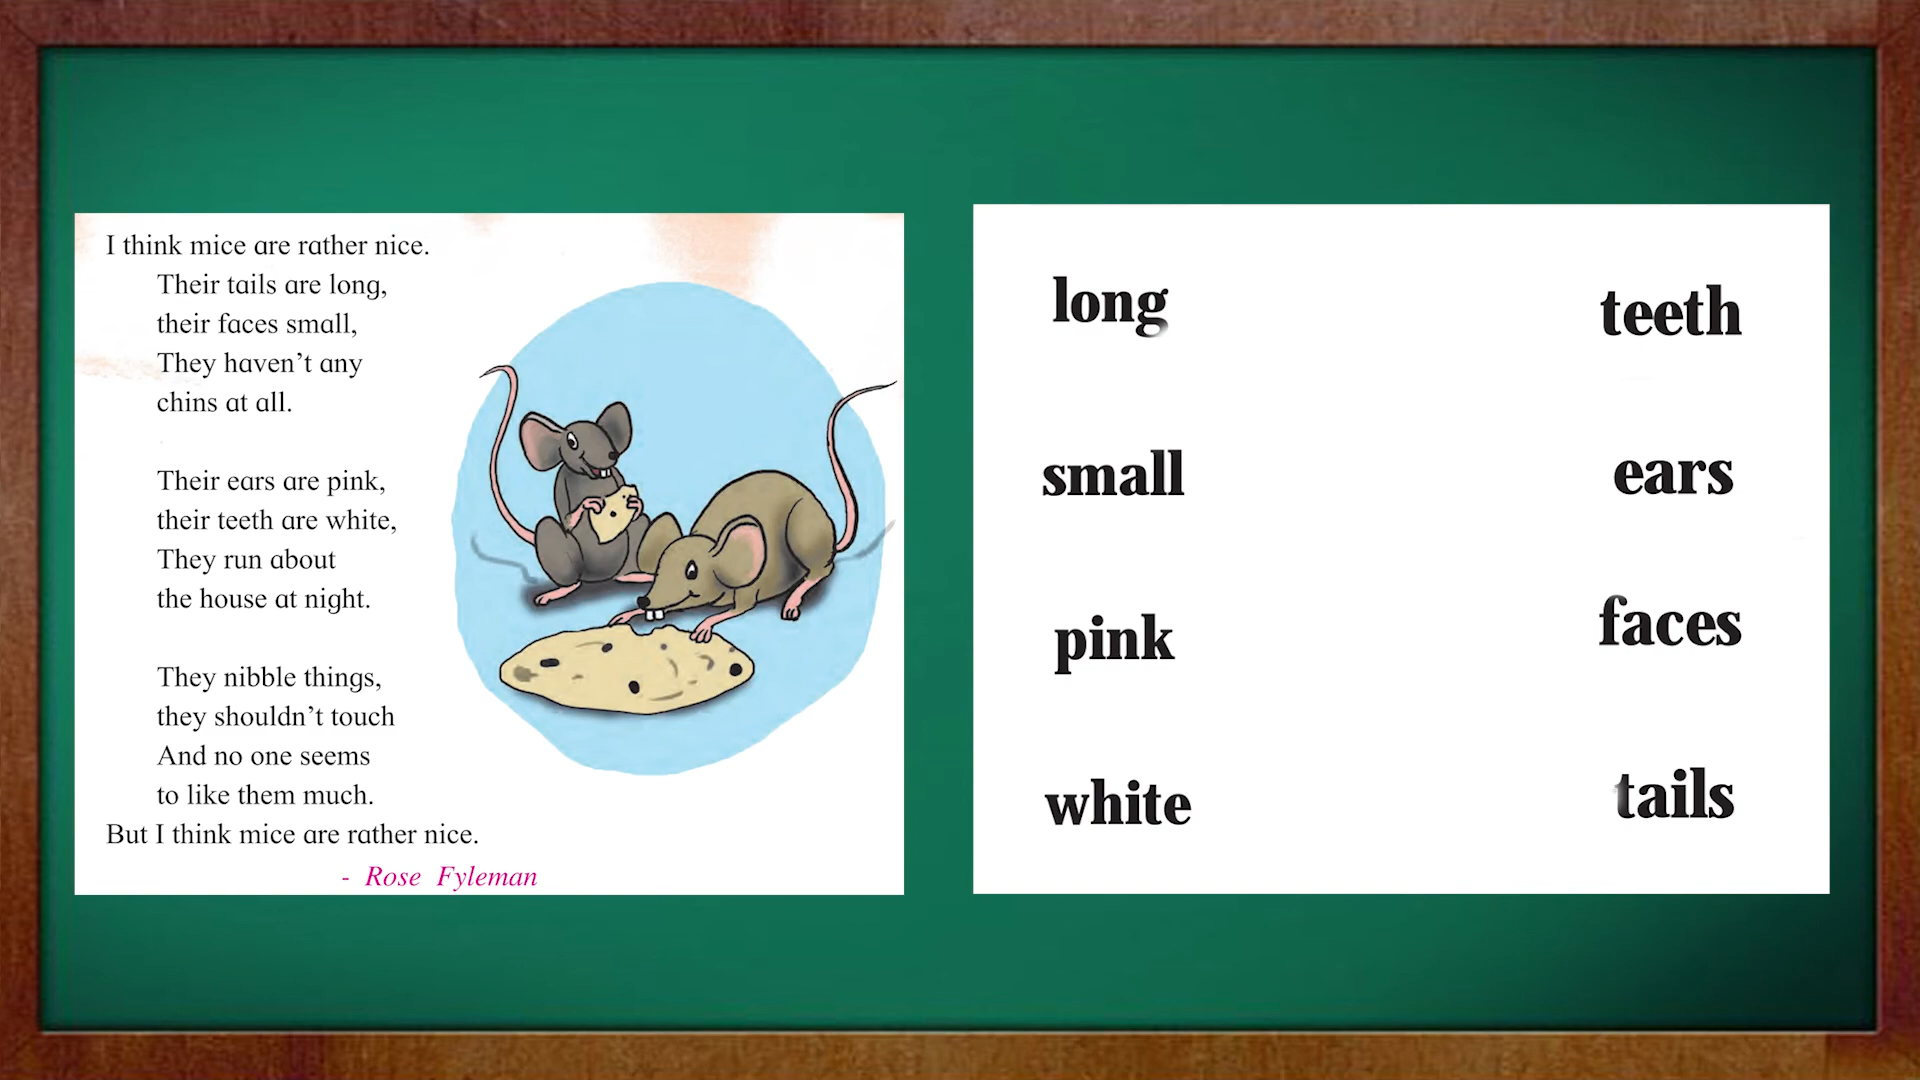 I think mice are rather nice.
Their tails are long,
their faces small,
They haven't any
chins at all.
Their ears are pink,
their teeth are white,
They run about
the house at night.
They nibble things,
they shouldn't touch
And no one seems
to like them much.
But I think mice are rather nice.
- Rose Fyleman
long
teeth
small
ears
pink
faces
white
tails